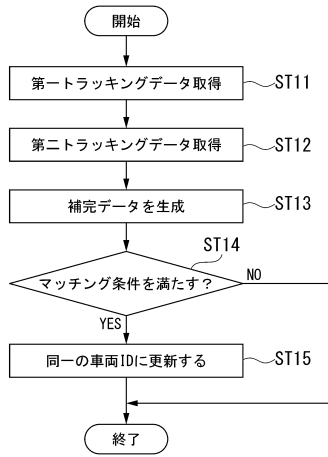 開始
第一トラッキングデータ取得 ST11
第二トラッキングデータ取得 ST12
補完データを生成 ST13
ST14
マッチング条件を満たす？ NO
YES
同一の車両IDに更新する ST15
終了